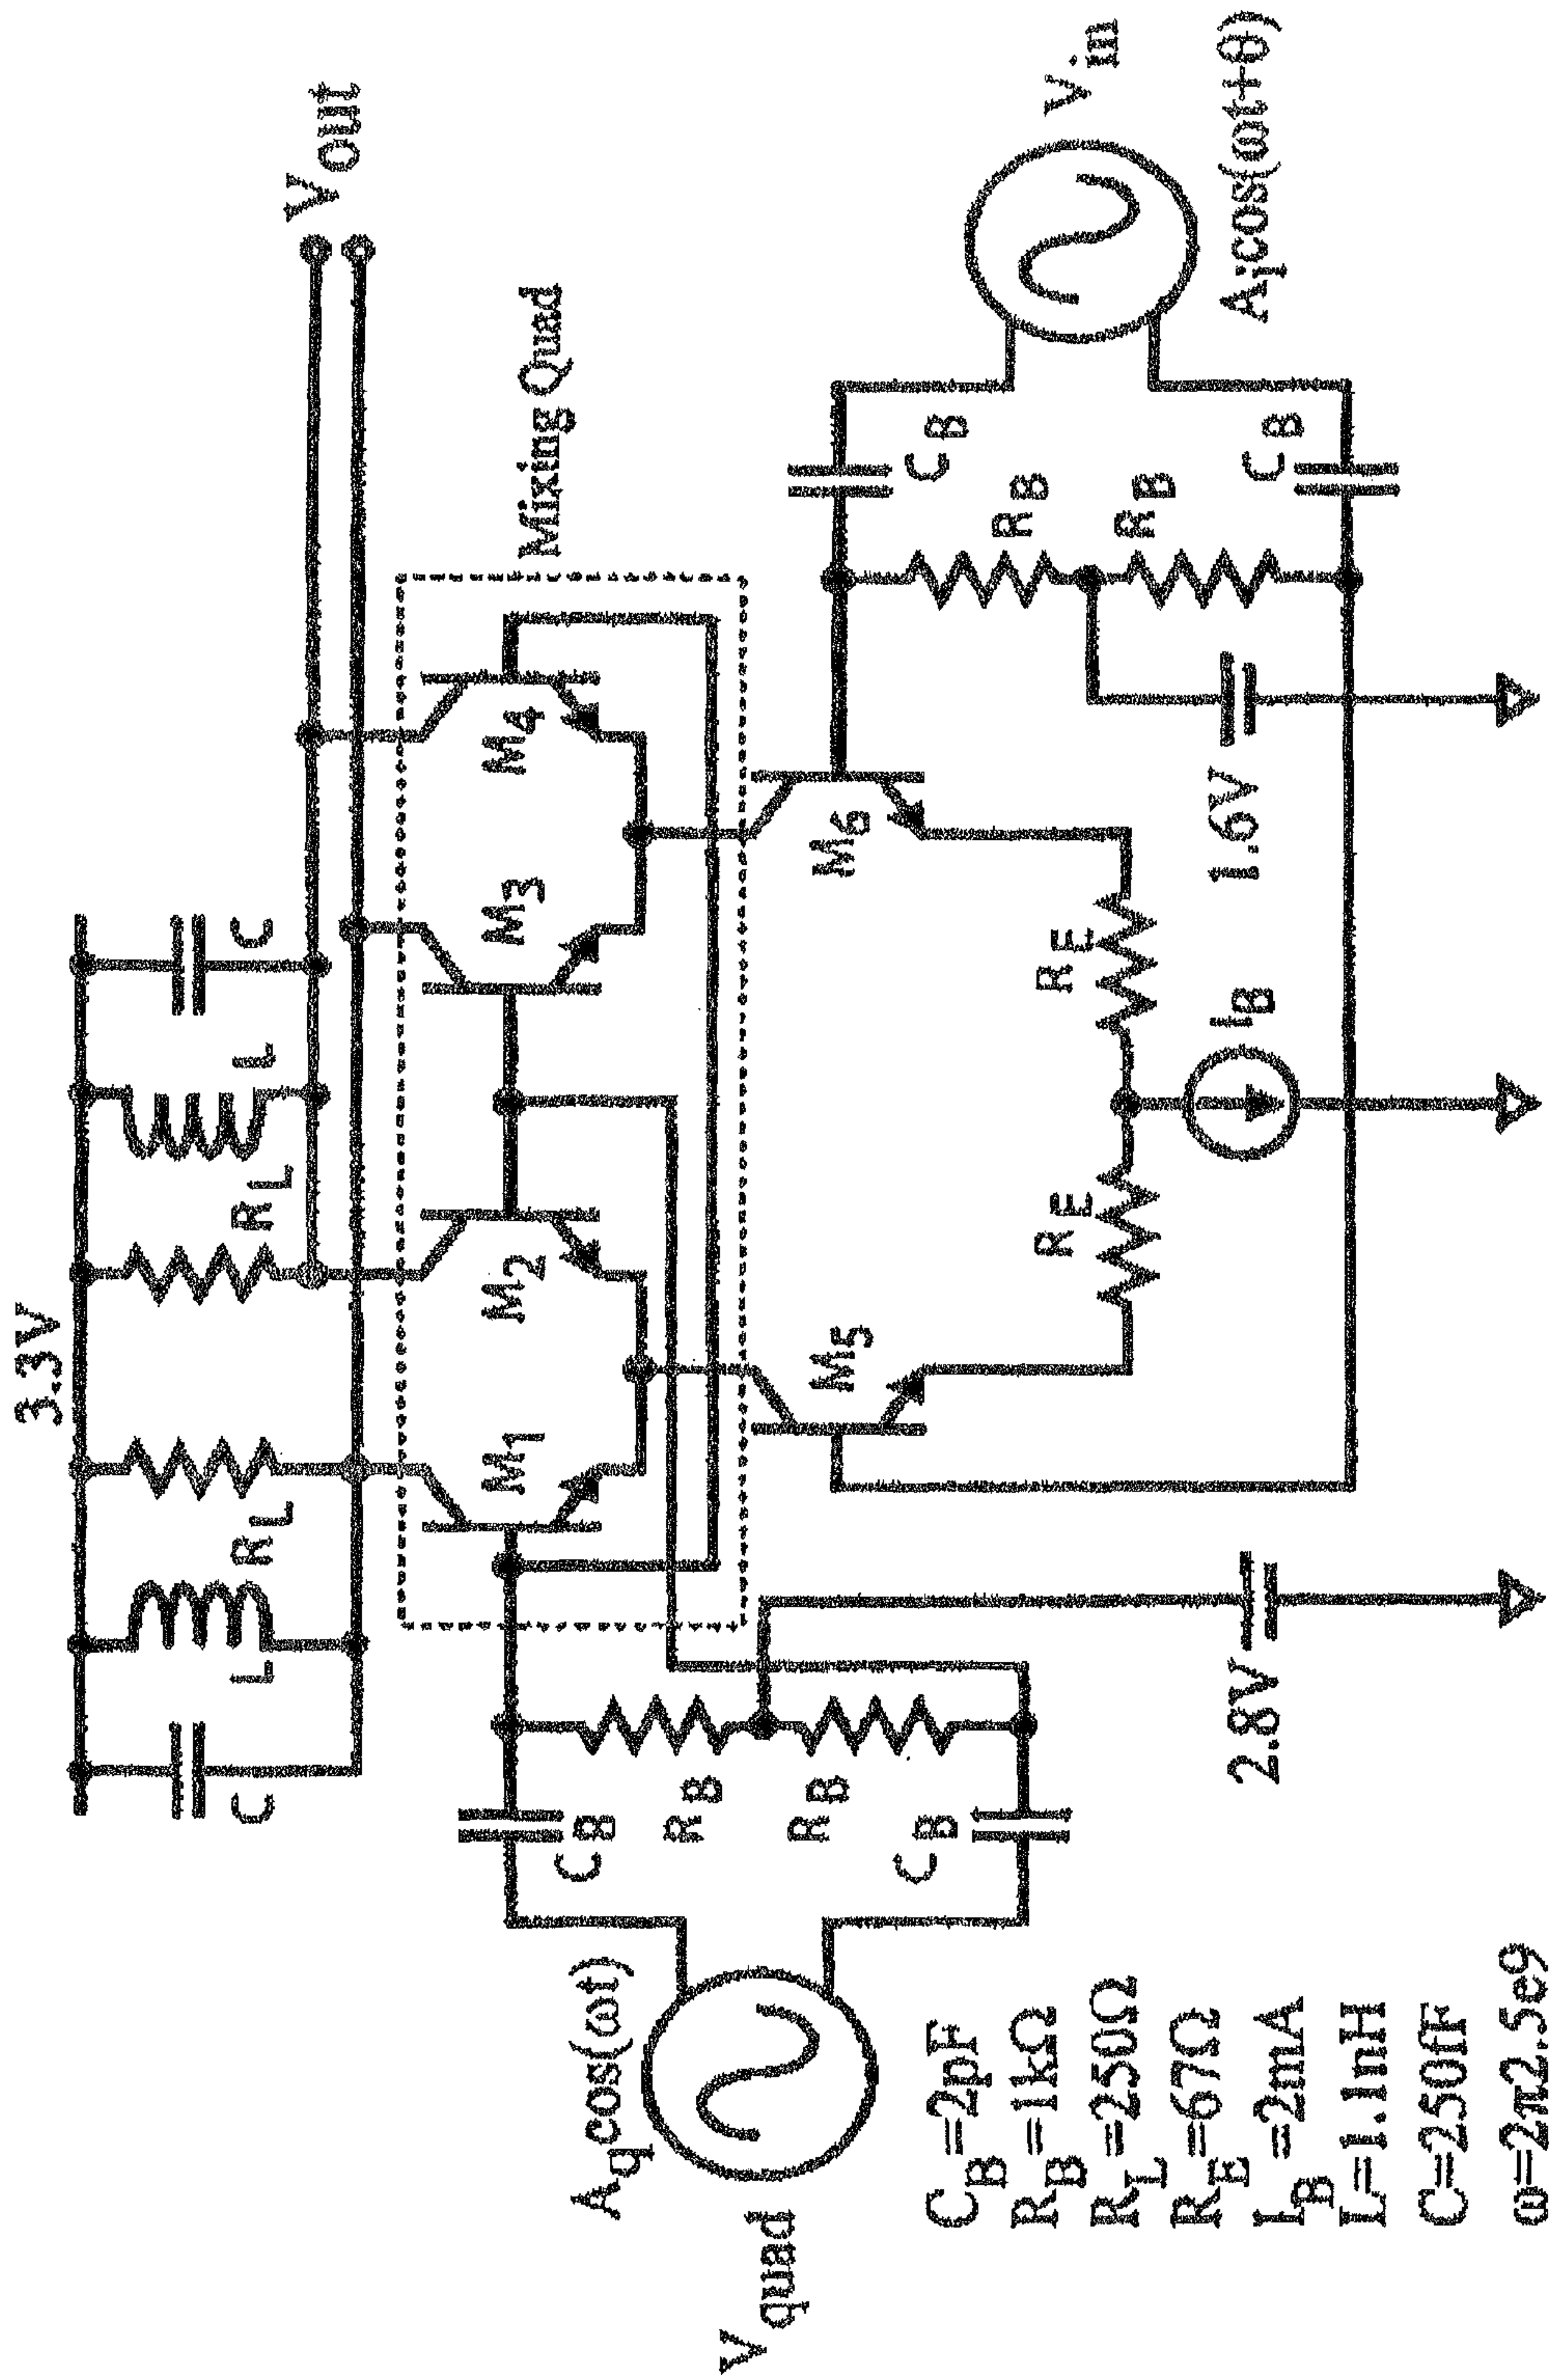 3.3V
C
L
R_L
R_L
L
C
V_out
Mixing Quad
M_1
M_2
M_3
M_4
M_5
M_6
A_q cos(ωt)
V_quad
C_B
R_B
R_B
C_B
2.8V
R_E
R_E
I_B
1.6V
C_B
R_B
R_B
C_B
V_in
A_i cos(ωt+θ)
C_B=2pF
R_B=1kΩ
R_L=250Ω
R_E=67Ω
I_B=2mA
L=1.1nH
C=250fF
ω=2π2.5e9